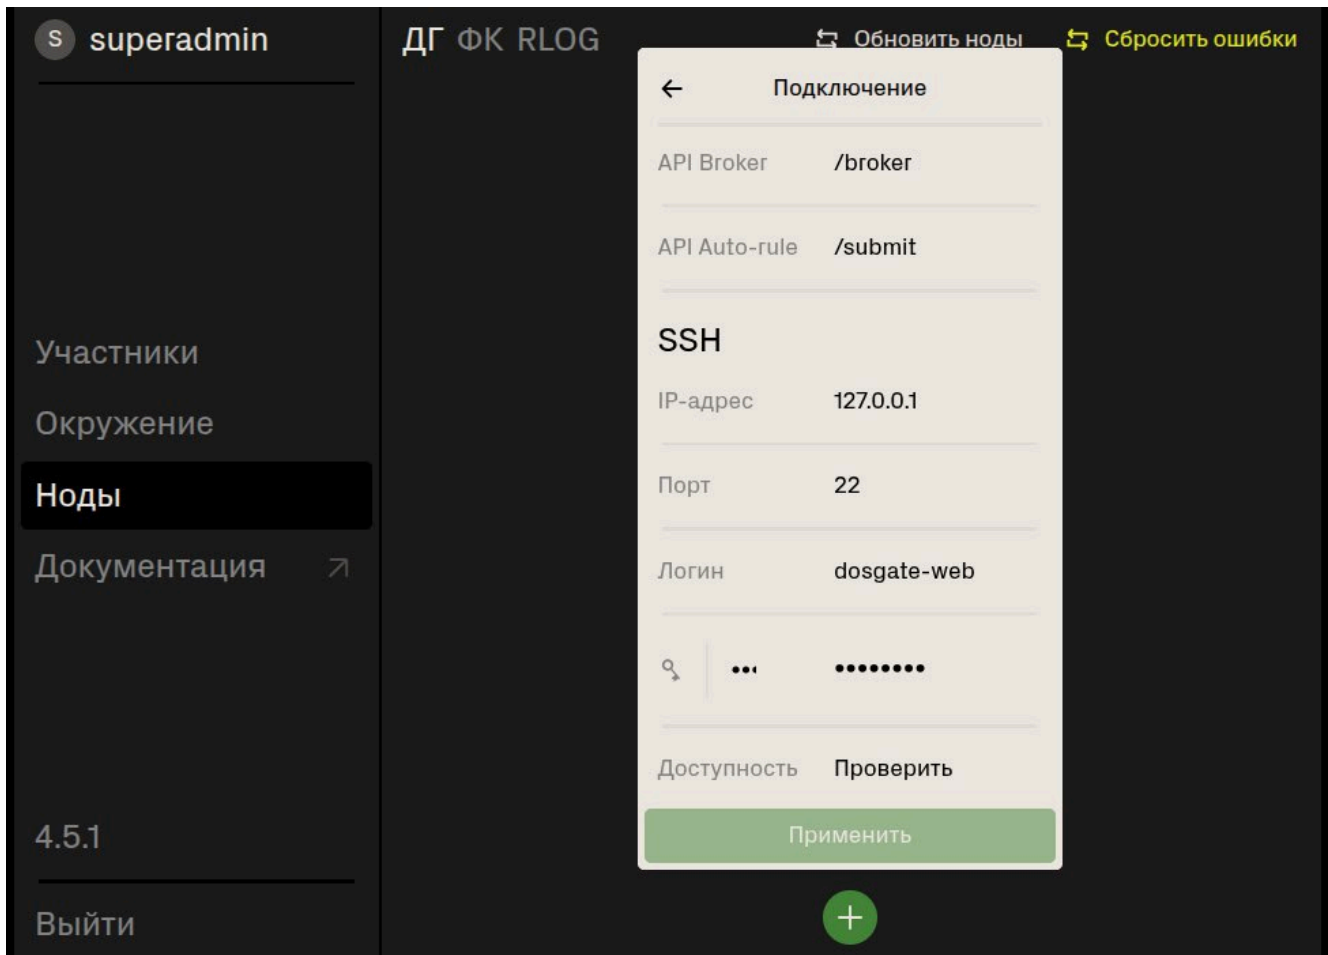 S superadmin
ДГ ФК RLOG
Обновить ноды
Сбросить ошибки
Участники
Окружение
Ноды
Документация
4.5.1
Выйти
Подключение
API Broker /broker
API Auto-rule /submit
SSH
IP-адрес 127.0.0.1
Порт 22
Логин dosgate-web
Доступность Проверить
Применить